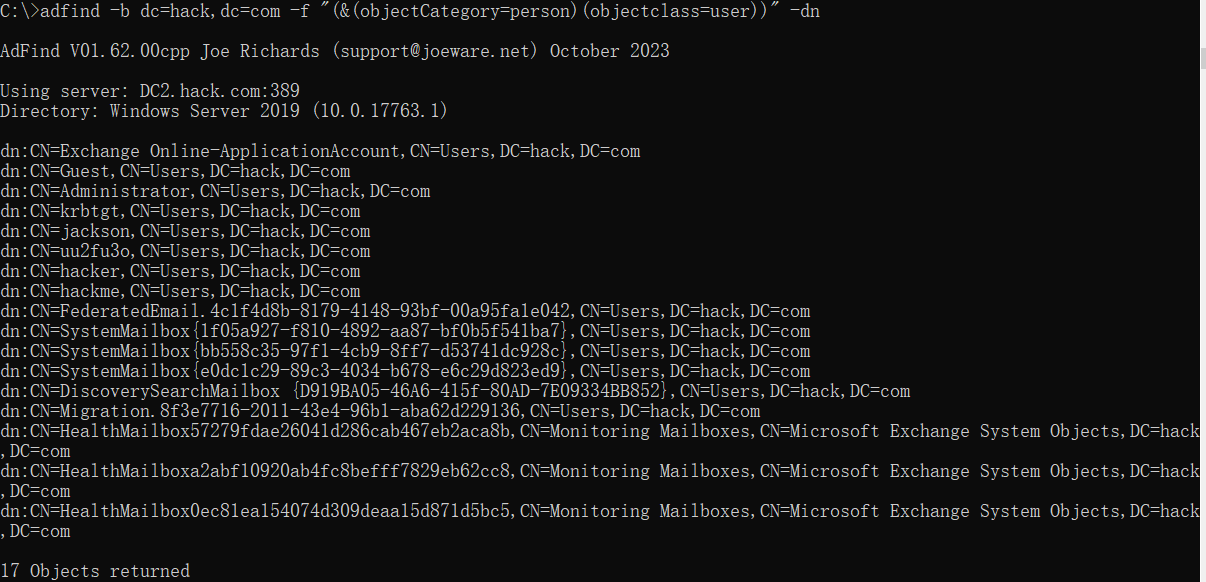 C:\>adfind -b dc=hack,dc=com -f "(&(objectCategory=person)(objectclass=user))" -dn
AdFind V01.62.00cpp Joe Richards (support@joeware.net) October 2023
Using server: DC2.hack.com:389
Directory: Windows Server 2019 (10.0.17763.1)
dn:CN=Exchange Online-ApplicationAccount,CN=Users,DC=hack,DC=com
dn:CN=Guest,CN=Users,DC=hack,DC=com
dn:CN=Administrator,CN=Users,DC=hack,DC=com
dn:CN=krbtgt,CN=Users,DC=hack,DC=com
dn:CN=jackson,CN=Users,DC=hack,DC=com
dn:CN=uu2fu3o,CN=Users,DC=hack,DC=com
dn:CN=hacker,CN=Users,DC=hack,DC=com
dn:CN=hackme,CN=Users,DC=hack,DC=com
dn:CN=FederatedEmail.4c1f4d8b-8179-4148-93bf-00a95fa1e042,CN=Users,DC=hack,DC=com
dn:CN=SystemMailbox{1f05a927-f810-4892-aa87-bf0b5f541ba7},CN=Users,DC=hack,DC=com
dn:CN=SystemMailbox{bb558c35-97f1-4cb9-8ff7-d53741dc928c},CN=Users,DC=hack,DC=com
dn:CN=SystemMailbox{e0dc1c29-89c3-4034-b678-e6c29d823ed9},CN=Users,DC=hack,DC=com
dn:CN=DiscoverySearchMailbox {D919BA05-46A6-415f-80AD-7E09334BB852},CN=Users,DC=hack,DC=com
dn:CN=Migration.8f3e7716-2011-43e4-96b1-aba62d229136,CN=Users,DC=hack,DC=com
dn:CN=HealthMailbox57279fdae26041d286cab467eb2aca8b,CN=Monitoring Mailboxes,CN=Microsoft Exchange System Objects,DC=hack
,DC=com
dn:CN=HealthMailboxa2abf10920ab4fc8befff7829eb62cc8,CN=Monitoring Mailboxes,CN=Microsoft Exchange System Objects,DC=hack
,DC=com
dn:CN=HealthMailbox0ec81ea154074d309deaa15d871d5bc5,CN=Monitoring Mailboxes,CN=Microsoft Exchange System Objects,DC=hack
,DC=com
17 Objects returned